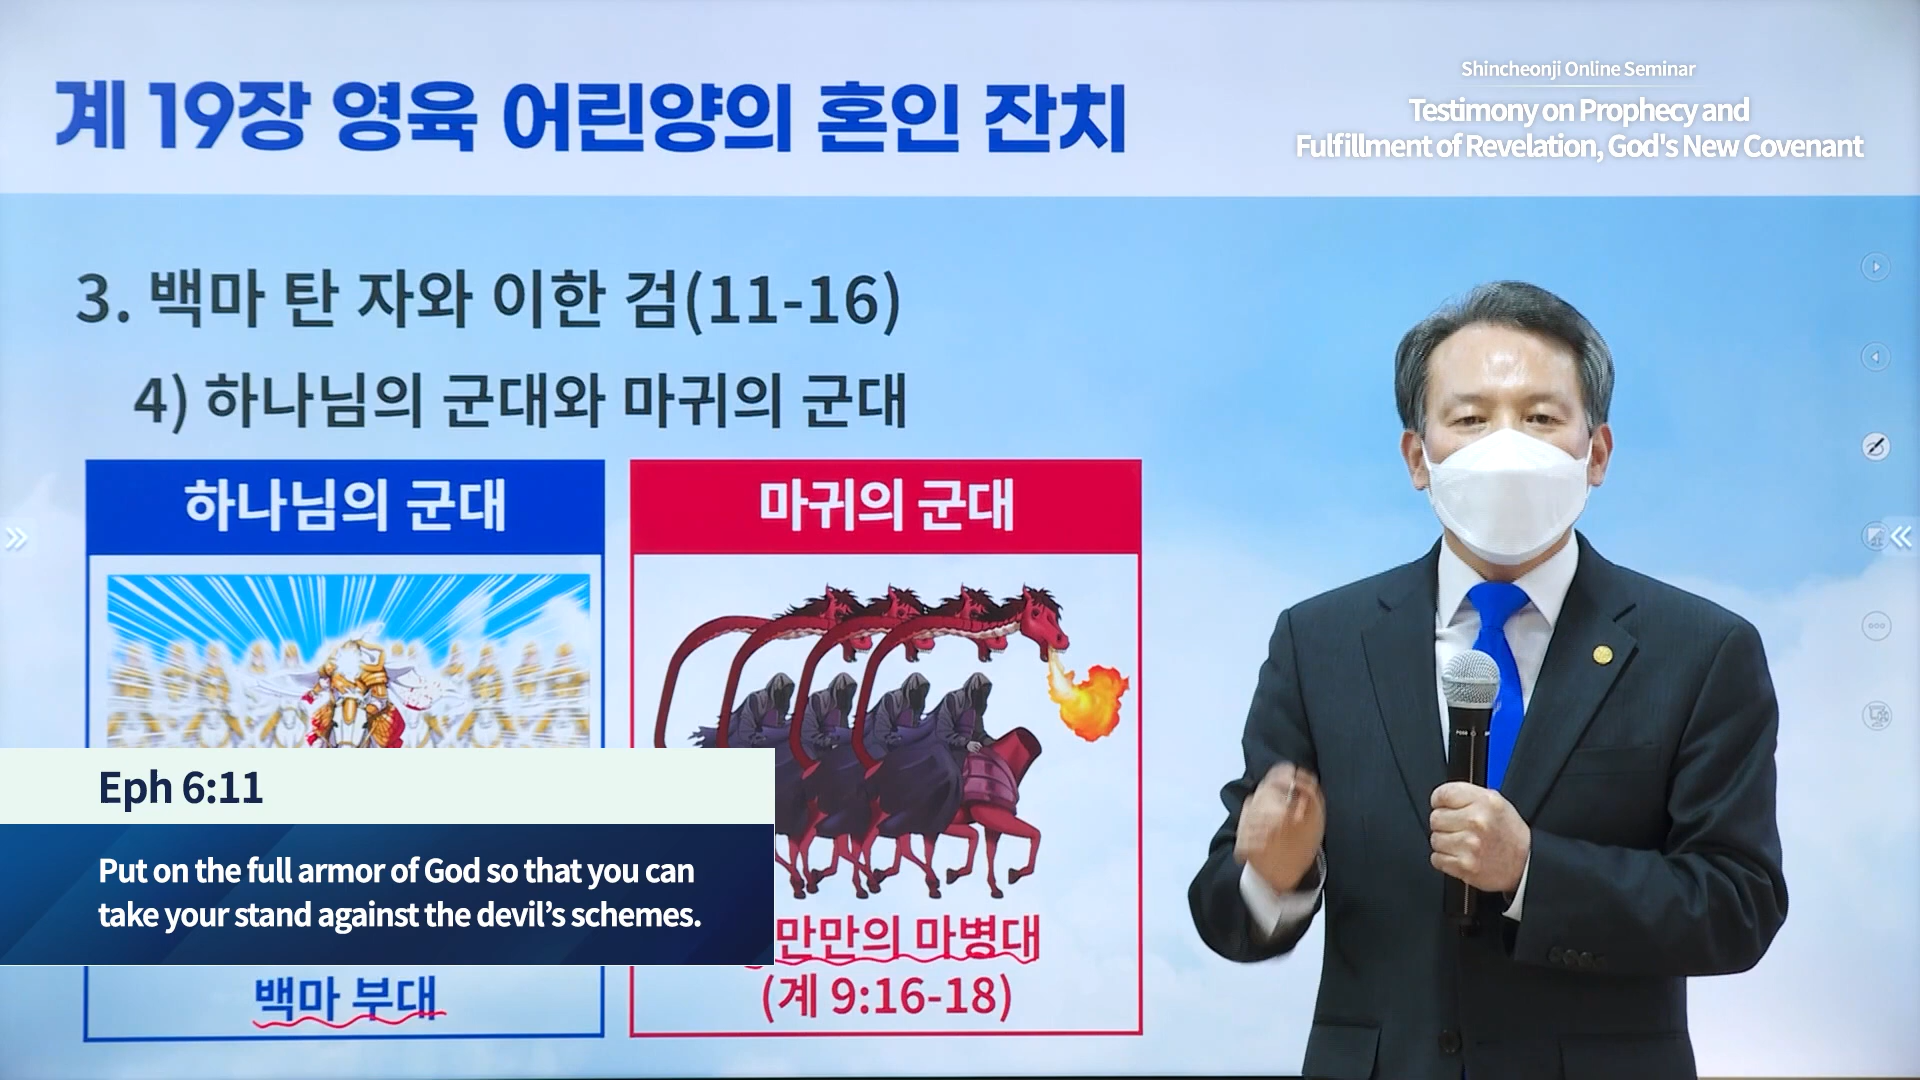 계 19장 영육 어린양의 혼인 잔치
Shincheonji Online Seminar
Testimony on Prophecy and
Fulfillment of Revelation, God's New Covenant
3. 백마 탄 자와 이한 검(11-16)
4) 하나님의 군대와 마귀의 군대
하나님의 군대
마귀의 군대
Eph 6:11
Put on the full armor of God so that you can
take your stand against the devil’s schemes.
백마 부대
만만의 마병대
(계 9:16-18)